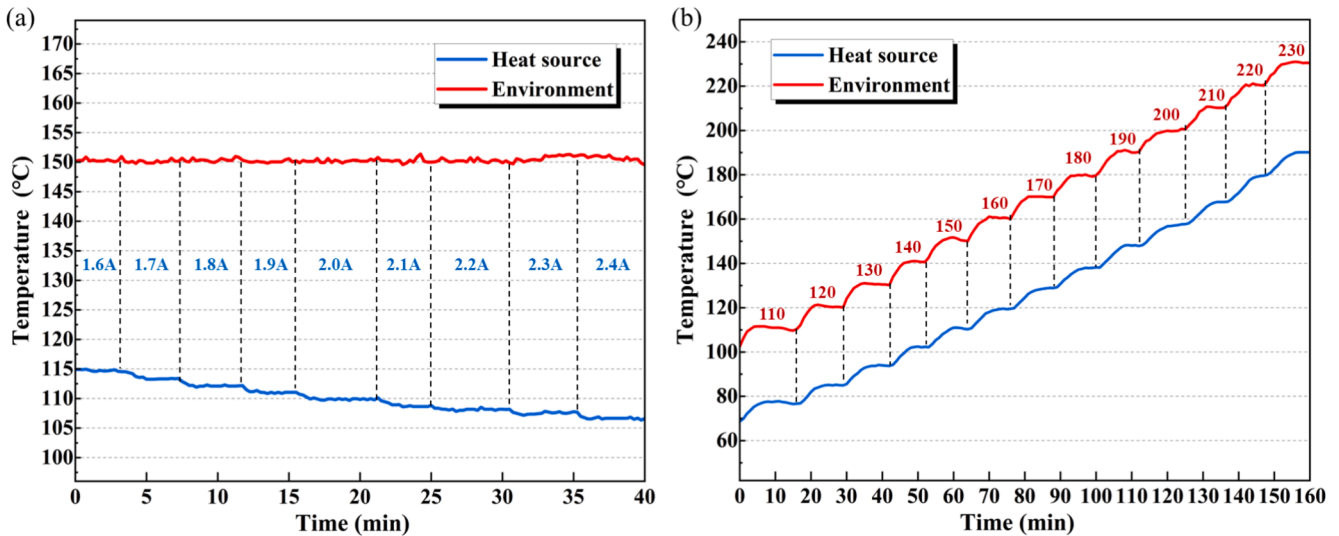 (a)
170
165
160
155
150
145
140
135
130
125
120
115
110
105
100
Temperature (℃)
Heat source
Environment
1.6A 1.7A 1.8A 1.9A 2.0A 2.1A 2.2A 2.3A 2.4A
0 5 10 15 20 25 30 35 40
Time (min)
(b)
240
220
200
180
160
140
120
100
80
60
Temperature (℃)
Heat source
Environment
110 120 130 140 150 160 170 180 190 200 210 220 230
0 10 20 30 40 50 60 70 80 90 100 110 120 130 140 150 160
Time (min)